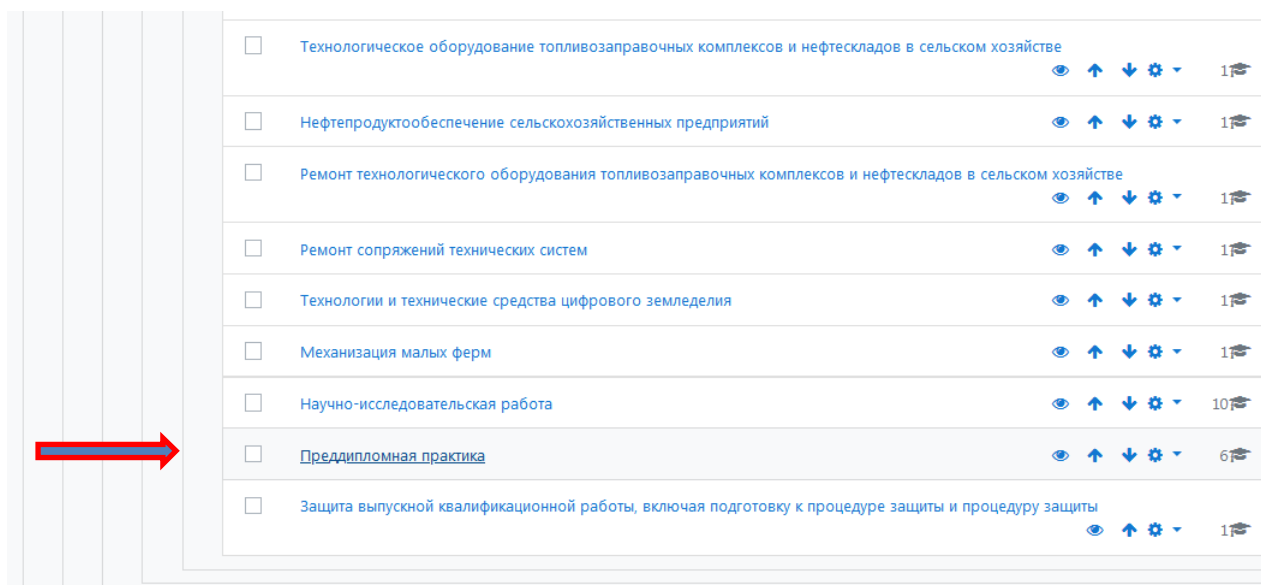 Технологическое оборудование топливозаправочных комплексов и нефтескладов в сельском хозяйстве
1
Нефтепродуктообеспечение сельскохозяйственных предприятий 1
Ремонт технологического оборудования топливозаправочных комплексов и нефтескладов в сельском хозяйстве
1
Ремонт сопряжений технических систем 1
Технологии и технические средства цифрового земледелия 1
Механизация малых ферм 1
Научно-исследовательская работа 10
Преддипломная практика 6
Защита выпускной квалификационной работы, включая подготовку к процедуре защиты и процедуру защиты
1